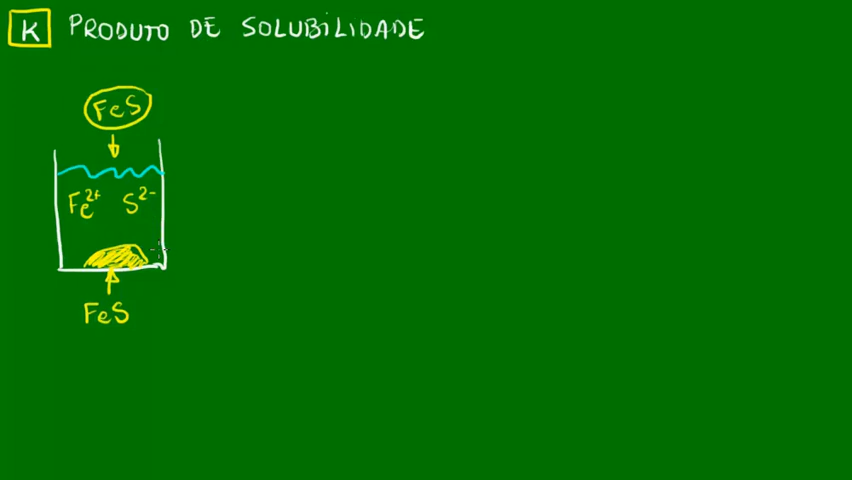 K PRODUTO DE SOLUBILIDADE
FeS
Fe²⁺ S²⁻
FeS